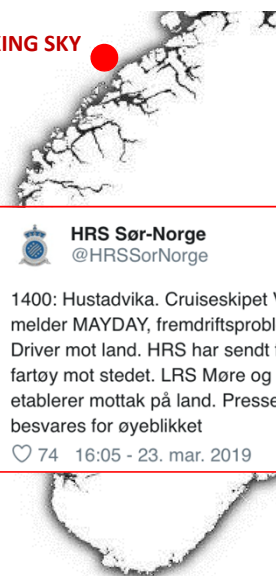 KING SKY
HRS Sør-Norge
@HRSSorNorge
1400: Hustadvika. Cruiseskipet V
melder MAYDAY, fremdriftsprobl
Driver mot land. HRS har sendt f
fartøy mot stedet. LRS Møre og
etablerer mottak på land. Presse
besvares for øyeblikket
74 16:05 - 23. mar. 2019